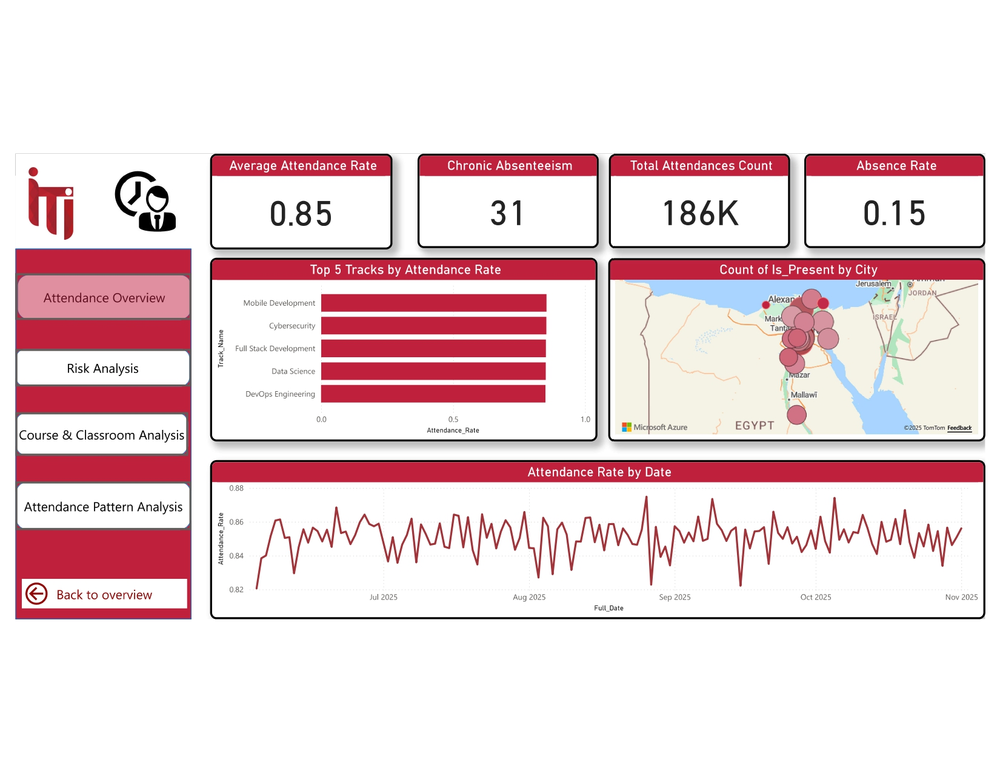 iTi
Average Attendance Rate
0.85
Chronic Absenteeism
31
Total Attendances Count
186K
Absence Rate
0.15
Attendance Overview
Risk Analysis
Course & Classroom Analysis
Attendance Pattern Analysis
Back to overview
Top 5 Tracks by Attendance Rate
Track_Name
Mobile Development
Cybersecurity
Full Stack Development
Data Science
DevOps Engineering
0.0
0.5
1.0
Attendance_Rate
Count of Is_Present by City
Jerusalem
JORDAN
ISRAEL
Alexan
Mark
Tanta
Mazar
Mallawī
EGYPT
Microsoft Azure
©2025 TomTom Feedback
Attendance Rate by Date
Attendance_Rate
0.88
0.86
0.84
0.82
Jul 2025
Aug 2025
Sep 2025
Oct 2025
Nov 2025
Full_Date